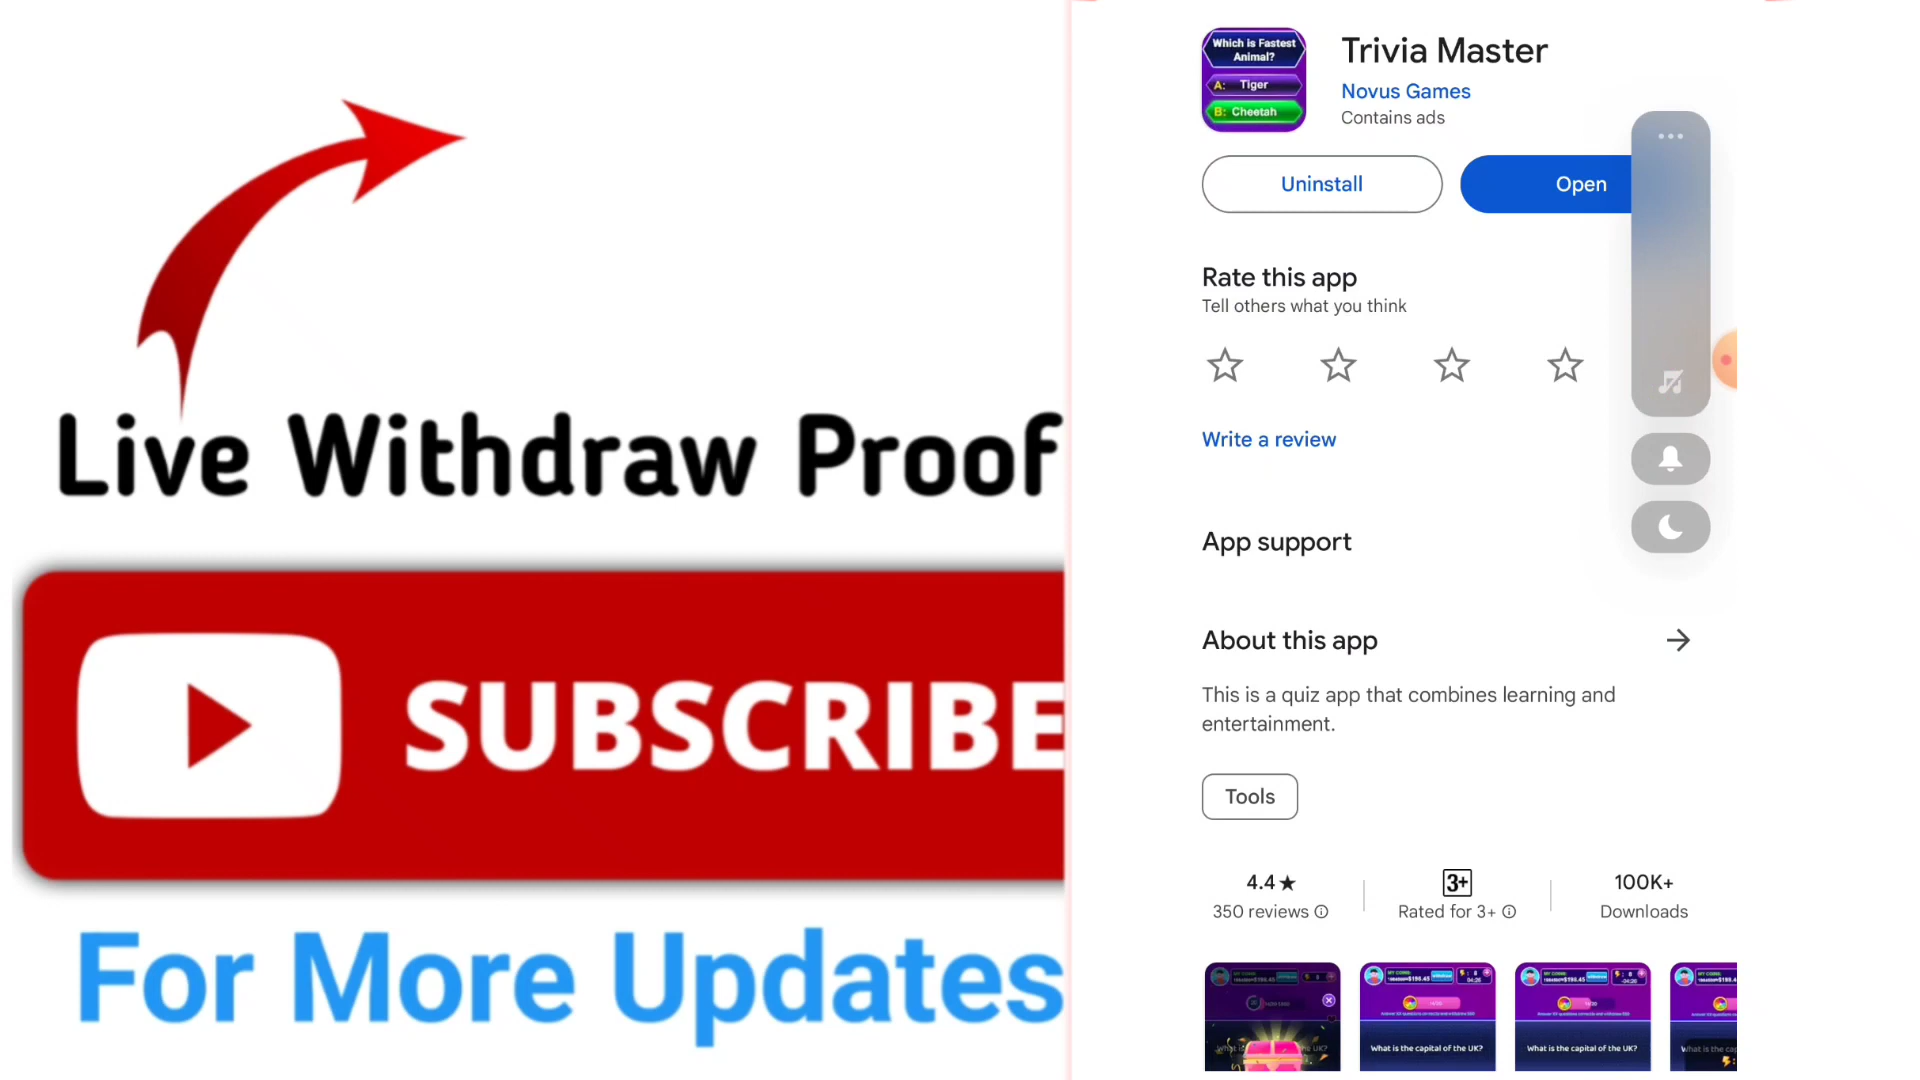 Live Withdraw Proof
SUBSCRIBE
For More Updates
Which is Fastest
Animal?
A: Tiger
B: Cheetah
Trivia Master
Novus Games
Contains ads
Uninstall
Open
Rate this app
Tell others what you think
Write a review
App support
About this app
This is a quiz app that combines learning and
entertainment.
Tools
4.4★
350 reviews
3+
Rated for 3+
100K+
Downloads
What is the capital of the UK?
What is the capital of the UK?